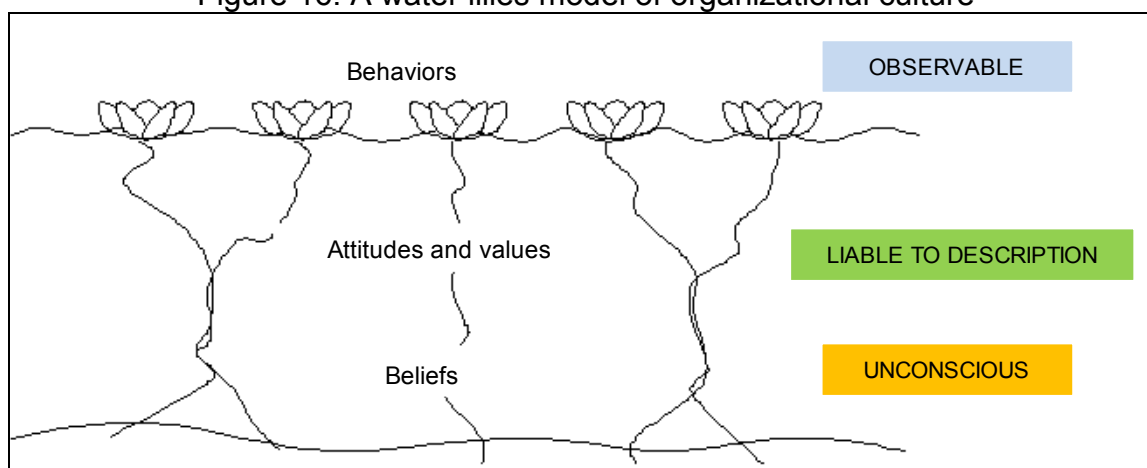 Figure A water lilies model of organizational culture
Behaviors
OBSERVABLE
Attitudes and values
LIABLE TO DESCRIPTION
Beliefs
UNCONSCIOUS